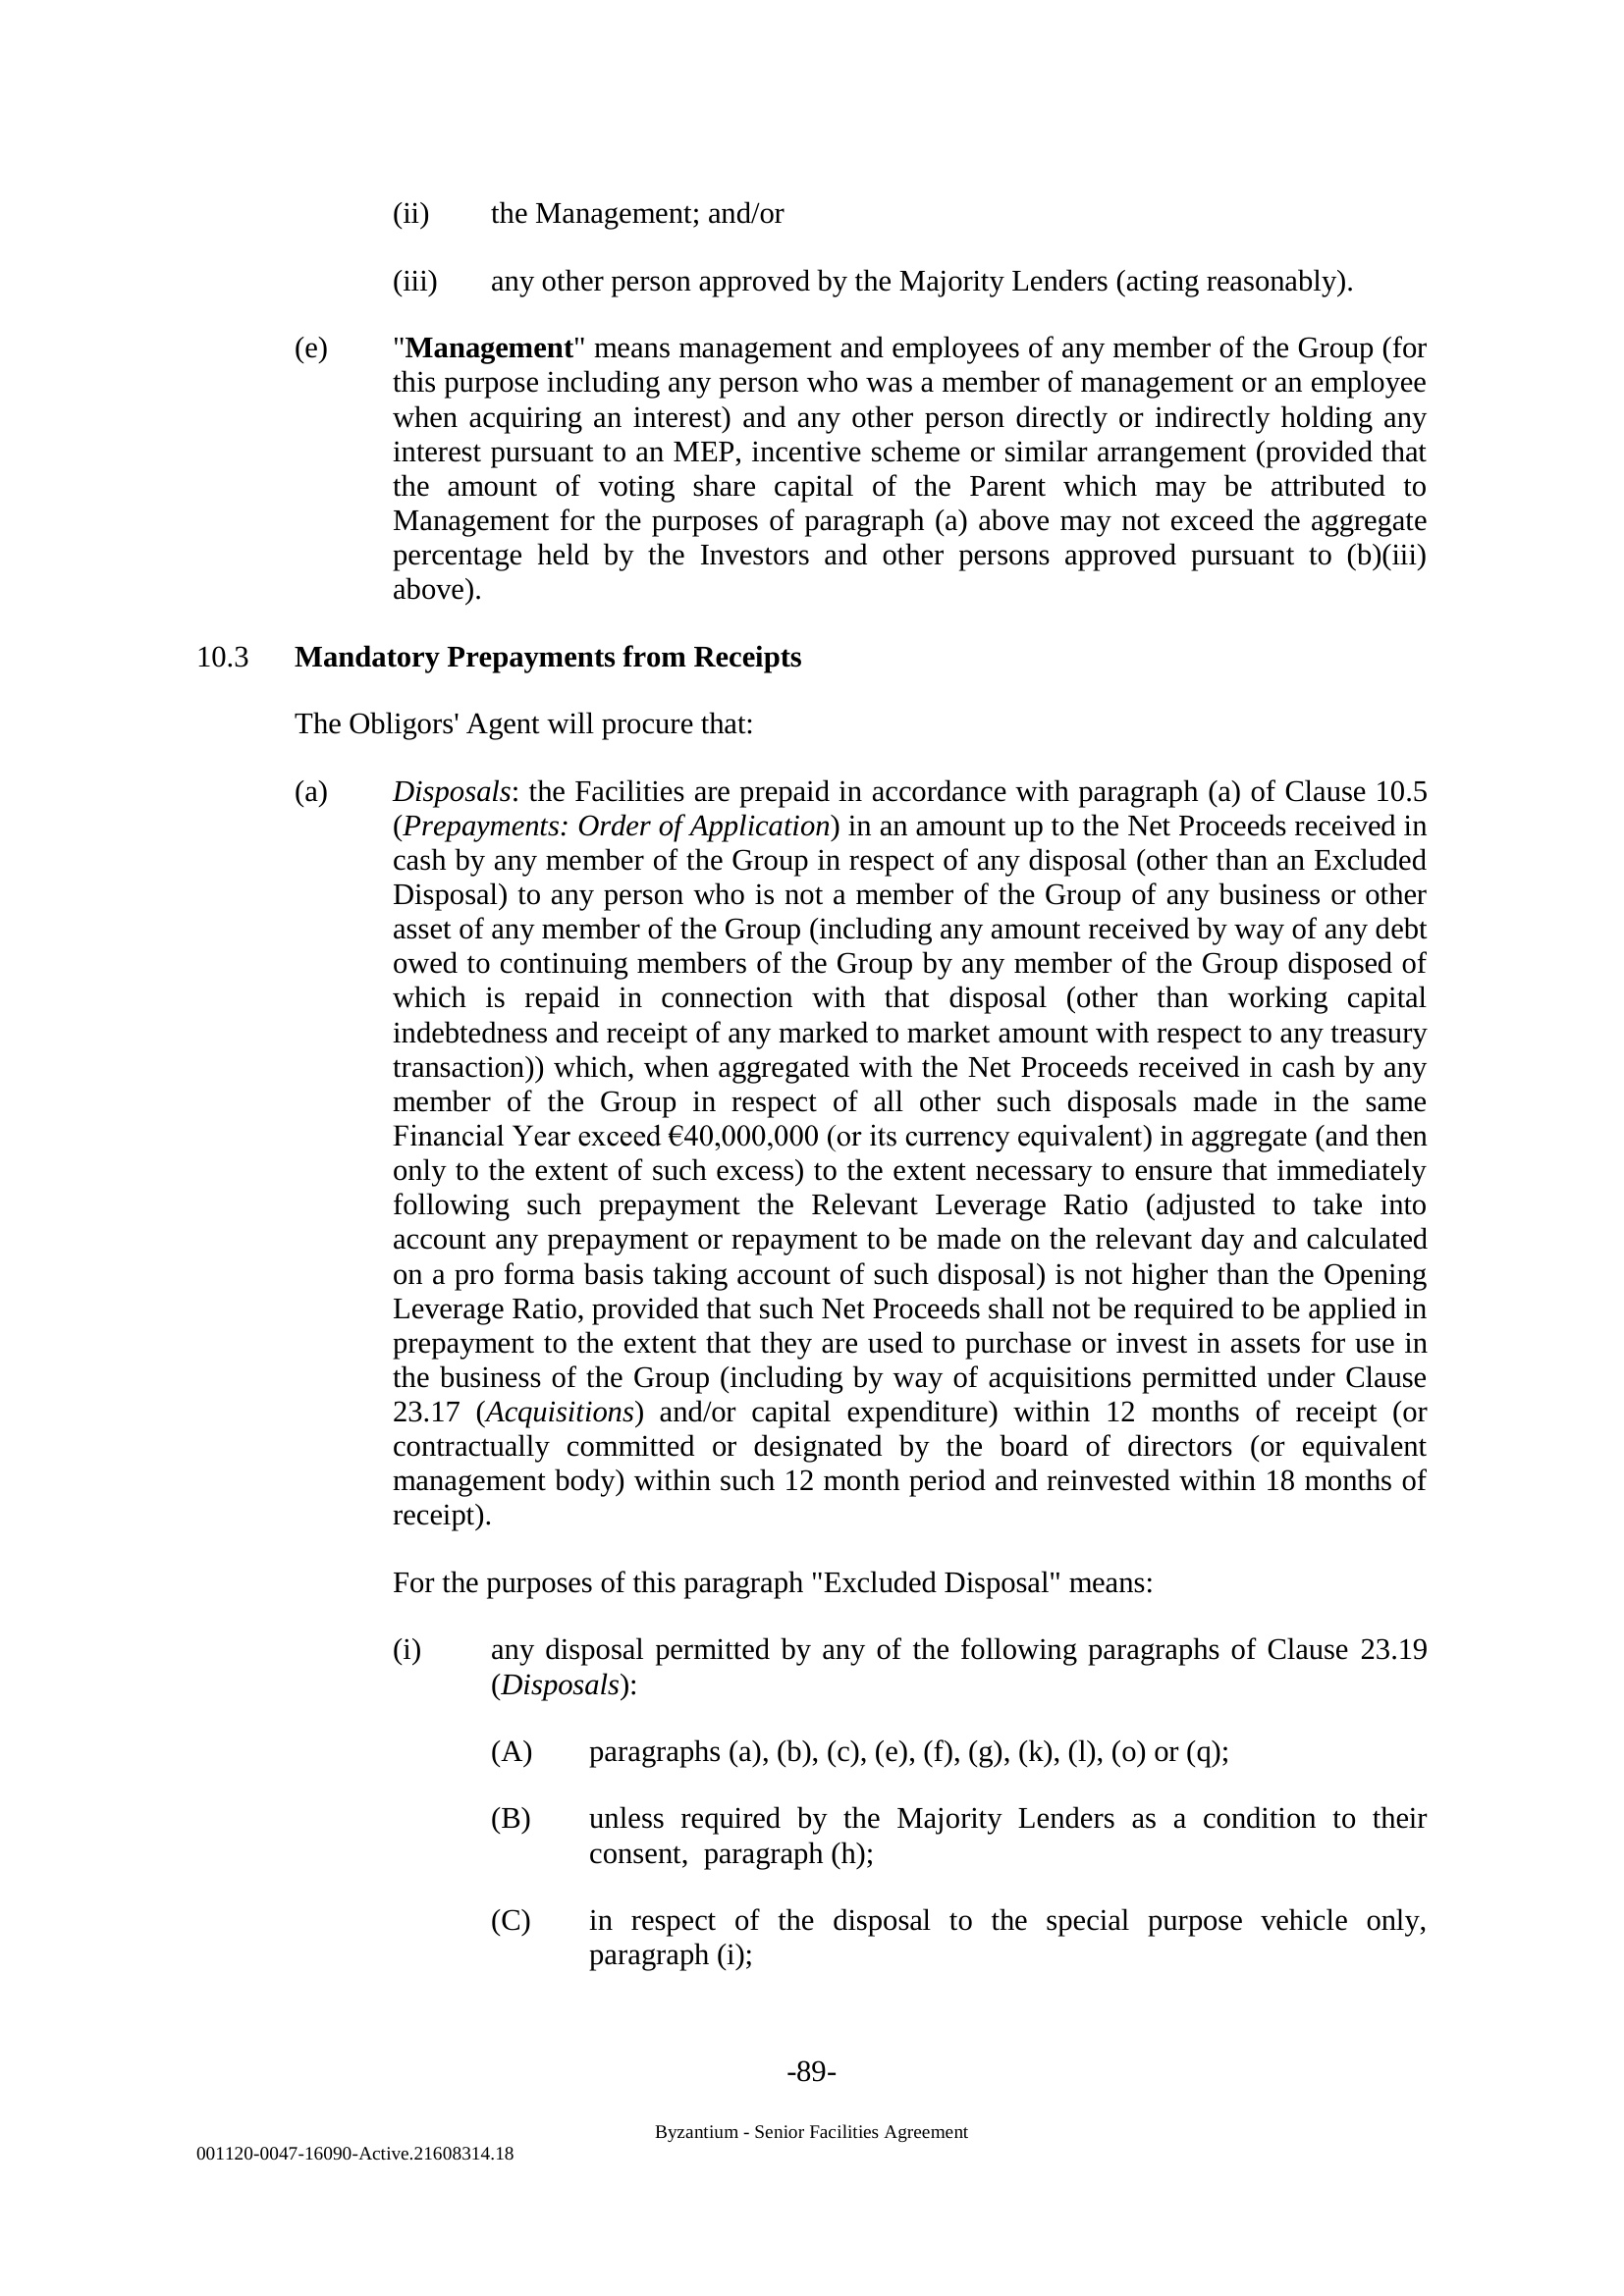 (ii) the Management; and/or
(iii) any other person approved by the Majority Lenders (acting reasonably).
(e) "Management" means management and employees of any member of the Group (for
this purpose including any person who was a member of management or an employee
when acquiring an interest) and any other person directly or indirectly holding any
interest pursuant to an MEP, incentive scheme or similar arrangement (provided that
the amount of voting share capital of the Parent which may be attributed to
Management for the purposes of paragraph (a) above may not exceed the aggregate
percentage held by the Investors and other persons approved pursuant to (b)(iii)
above).
10.3 Mandatory Prepayments from Receipts
The Obligors' Agent will procure that:
(a) Disposals: the Facilities are prepaid in accordance with paragraph (a) of Clause 10.5
(Prepayments: Order of Application) in an amount up to the Net Proceeds received in
cash by any member of the Group in respect of any disposal (other than an Excluded
Disposal) to any person who is not a member of the Group of any business or other
asset of any member of the Group (including any amount received by way of any debt
owed to continuing members of the Group by any member of the Group disposed of
which is repaid in connection with that disposal (other than working capital
indebtedness and receipt of any marked to market amount with respect to any treasury
transaction)) which, when aggregated with the Net Proceeds received in cash by any
member of the Group in respect of all other such disposals made in the same
Financial Year exceed €40,000,000 (or its currency equivalent) in aggregate (and then
only to the extent of such excess) to the extent necessary to ensure that immediately
following such prepayment the Relevant Leverage Ratio (adjusted to take into
account any prepayment or repayment to be made on the relevant day and calculated
on a pro forma basis taking account of such disposal) is not higher than the Opening
Leverage Ratio, provided that such Net Proceeds shall not be required to be applied in
prepayment to the extent that they are used to purchase or invest in assets for use in
the business of the Group (including by way of acquisitions permitted under Clause
23.17 (Acquisitions) and/or capital expenditure) within 12 months of receipt (or
contractually committed or designated by the board of directors (or equivalent
management body) within such 12 month period and reinvested within 18 months of
receipt).
For the purposes of this paragraph "Excluded Disposal" means:
(i) any disposal permitted by any of the following paragraphs of Clause 23.19
(Disposals):
(A) paragraphs (a), (b), (c), (e), (f), (g), (k), (l), (o) or (q);
(B) unless required by the Majority Lenders as a condition to their
consent, paragraph (h);
(C) in respect of the disposal to the special purpose vehicle only,
paragraph (i);
-89-
Byzantium - Senior Facilities Agreement
001120-0047-16090-Active.21608314.18